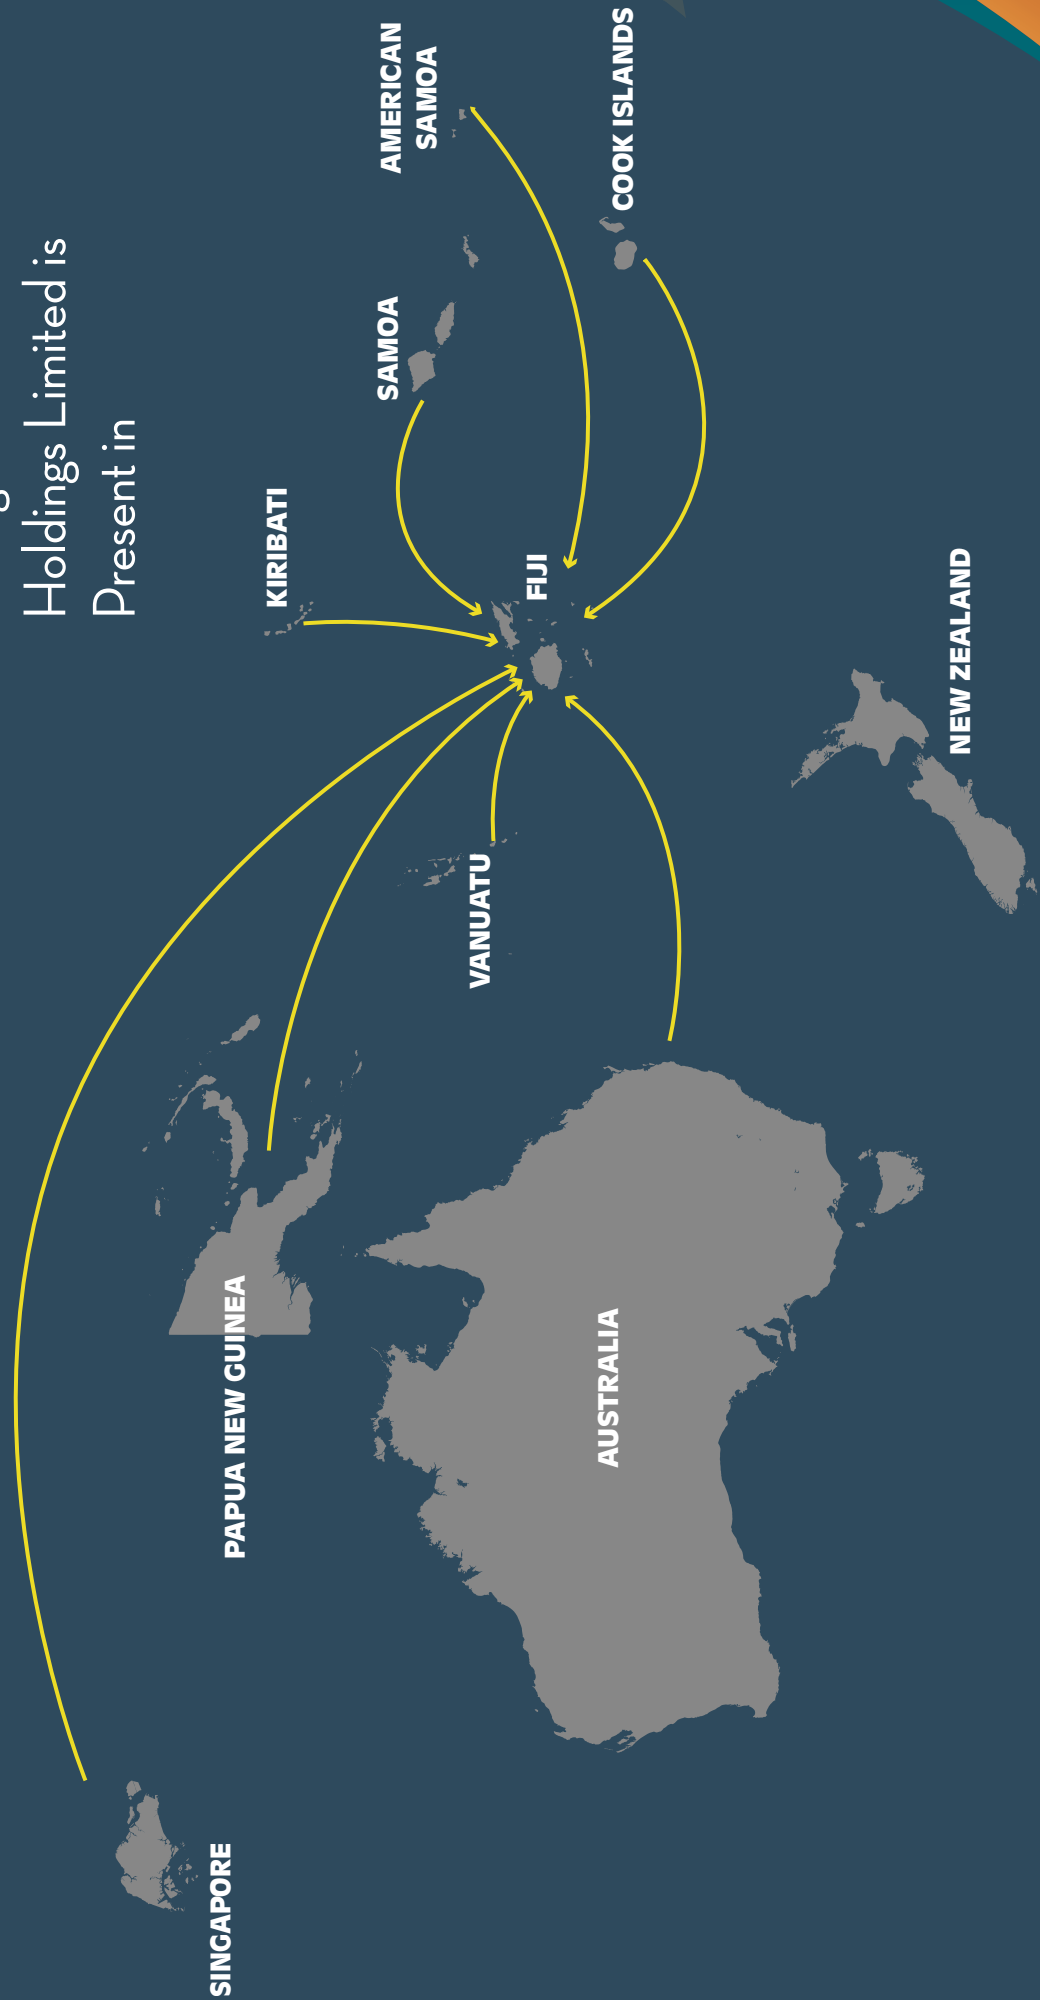 Holdings Limited is
Present in
AMERICAN
SAMOA
COOK ISLANDS
SAMOA
KIRIBATI
FIJI
NEW ZEALAND
VANUATU
PAPUA NEW GUINEA
AUSTRALIA
SINGAPORE